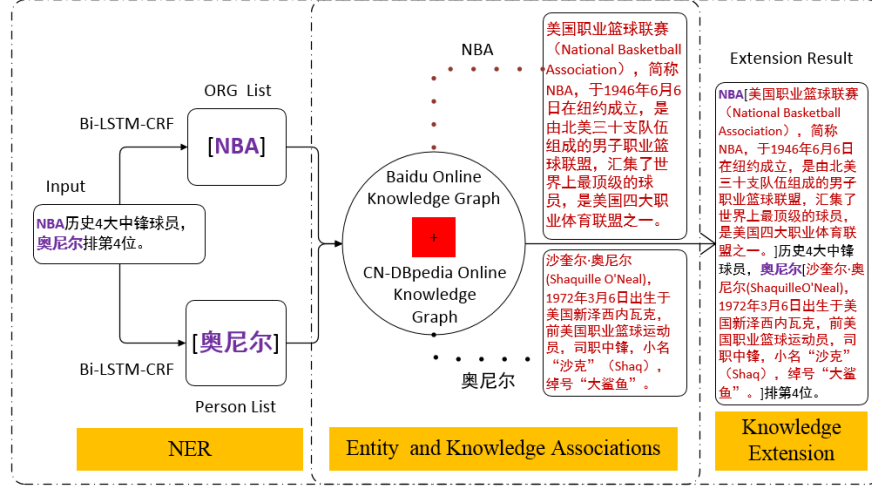 ORG List
Bi-LSTM-CRF
[NBA]
Input
NBA历史4大中锋球员，
奥尼尔排第4位。
[奥尼尔]
Bi-LSTM-CRF
Person List
NER
NBA
Baidu Online
Knowledge Graph
+
CN-DBpedia Online
Knowledge
Graph
奥尼尔
美国职业篮球联赛
（National Basketball
Association），简称
NBA，于1946年6月6
日在纽约成立，是
由北美三十支队伍
组成的男子职业篮
球联盟，汇集了世
界上最顶级的球
员，是美国四大职
业体育联盟之一。
沙奎尔·奥尼尔
(Shaquille O'Neal)，
1972年3月6日出生于
美国新泽西内瓦克，
前美国职业篮球运动
员，司职中锋，小名
“沙克”（Shaq），
绰号“大鲨鱼”。
Entity and Knowledge Associations
Extension Result
NBA[美国职业篮球联赛
（National Basketball
Association），简称
NBA，于1946年6月6日
在纽约成立，是由北美
三十支队伍组成的男子
职业篮球联盟，汇集了
世界上最顶级的球员，
是美国四大职业体育联
盟之一。]历史4大中锋
球员，奥尼尔[沙奎尔·奥
尼尔(ShaquilleO'Neal)，
1972年3月6日出生于美
国新泽西内瓦克，前美
国职业篮球运动员，司
职中锋，小名“沙克”
（Shaq），绰号“大鲨
鱼”。]排第4位。
Knowledge
Extension